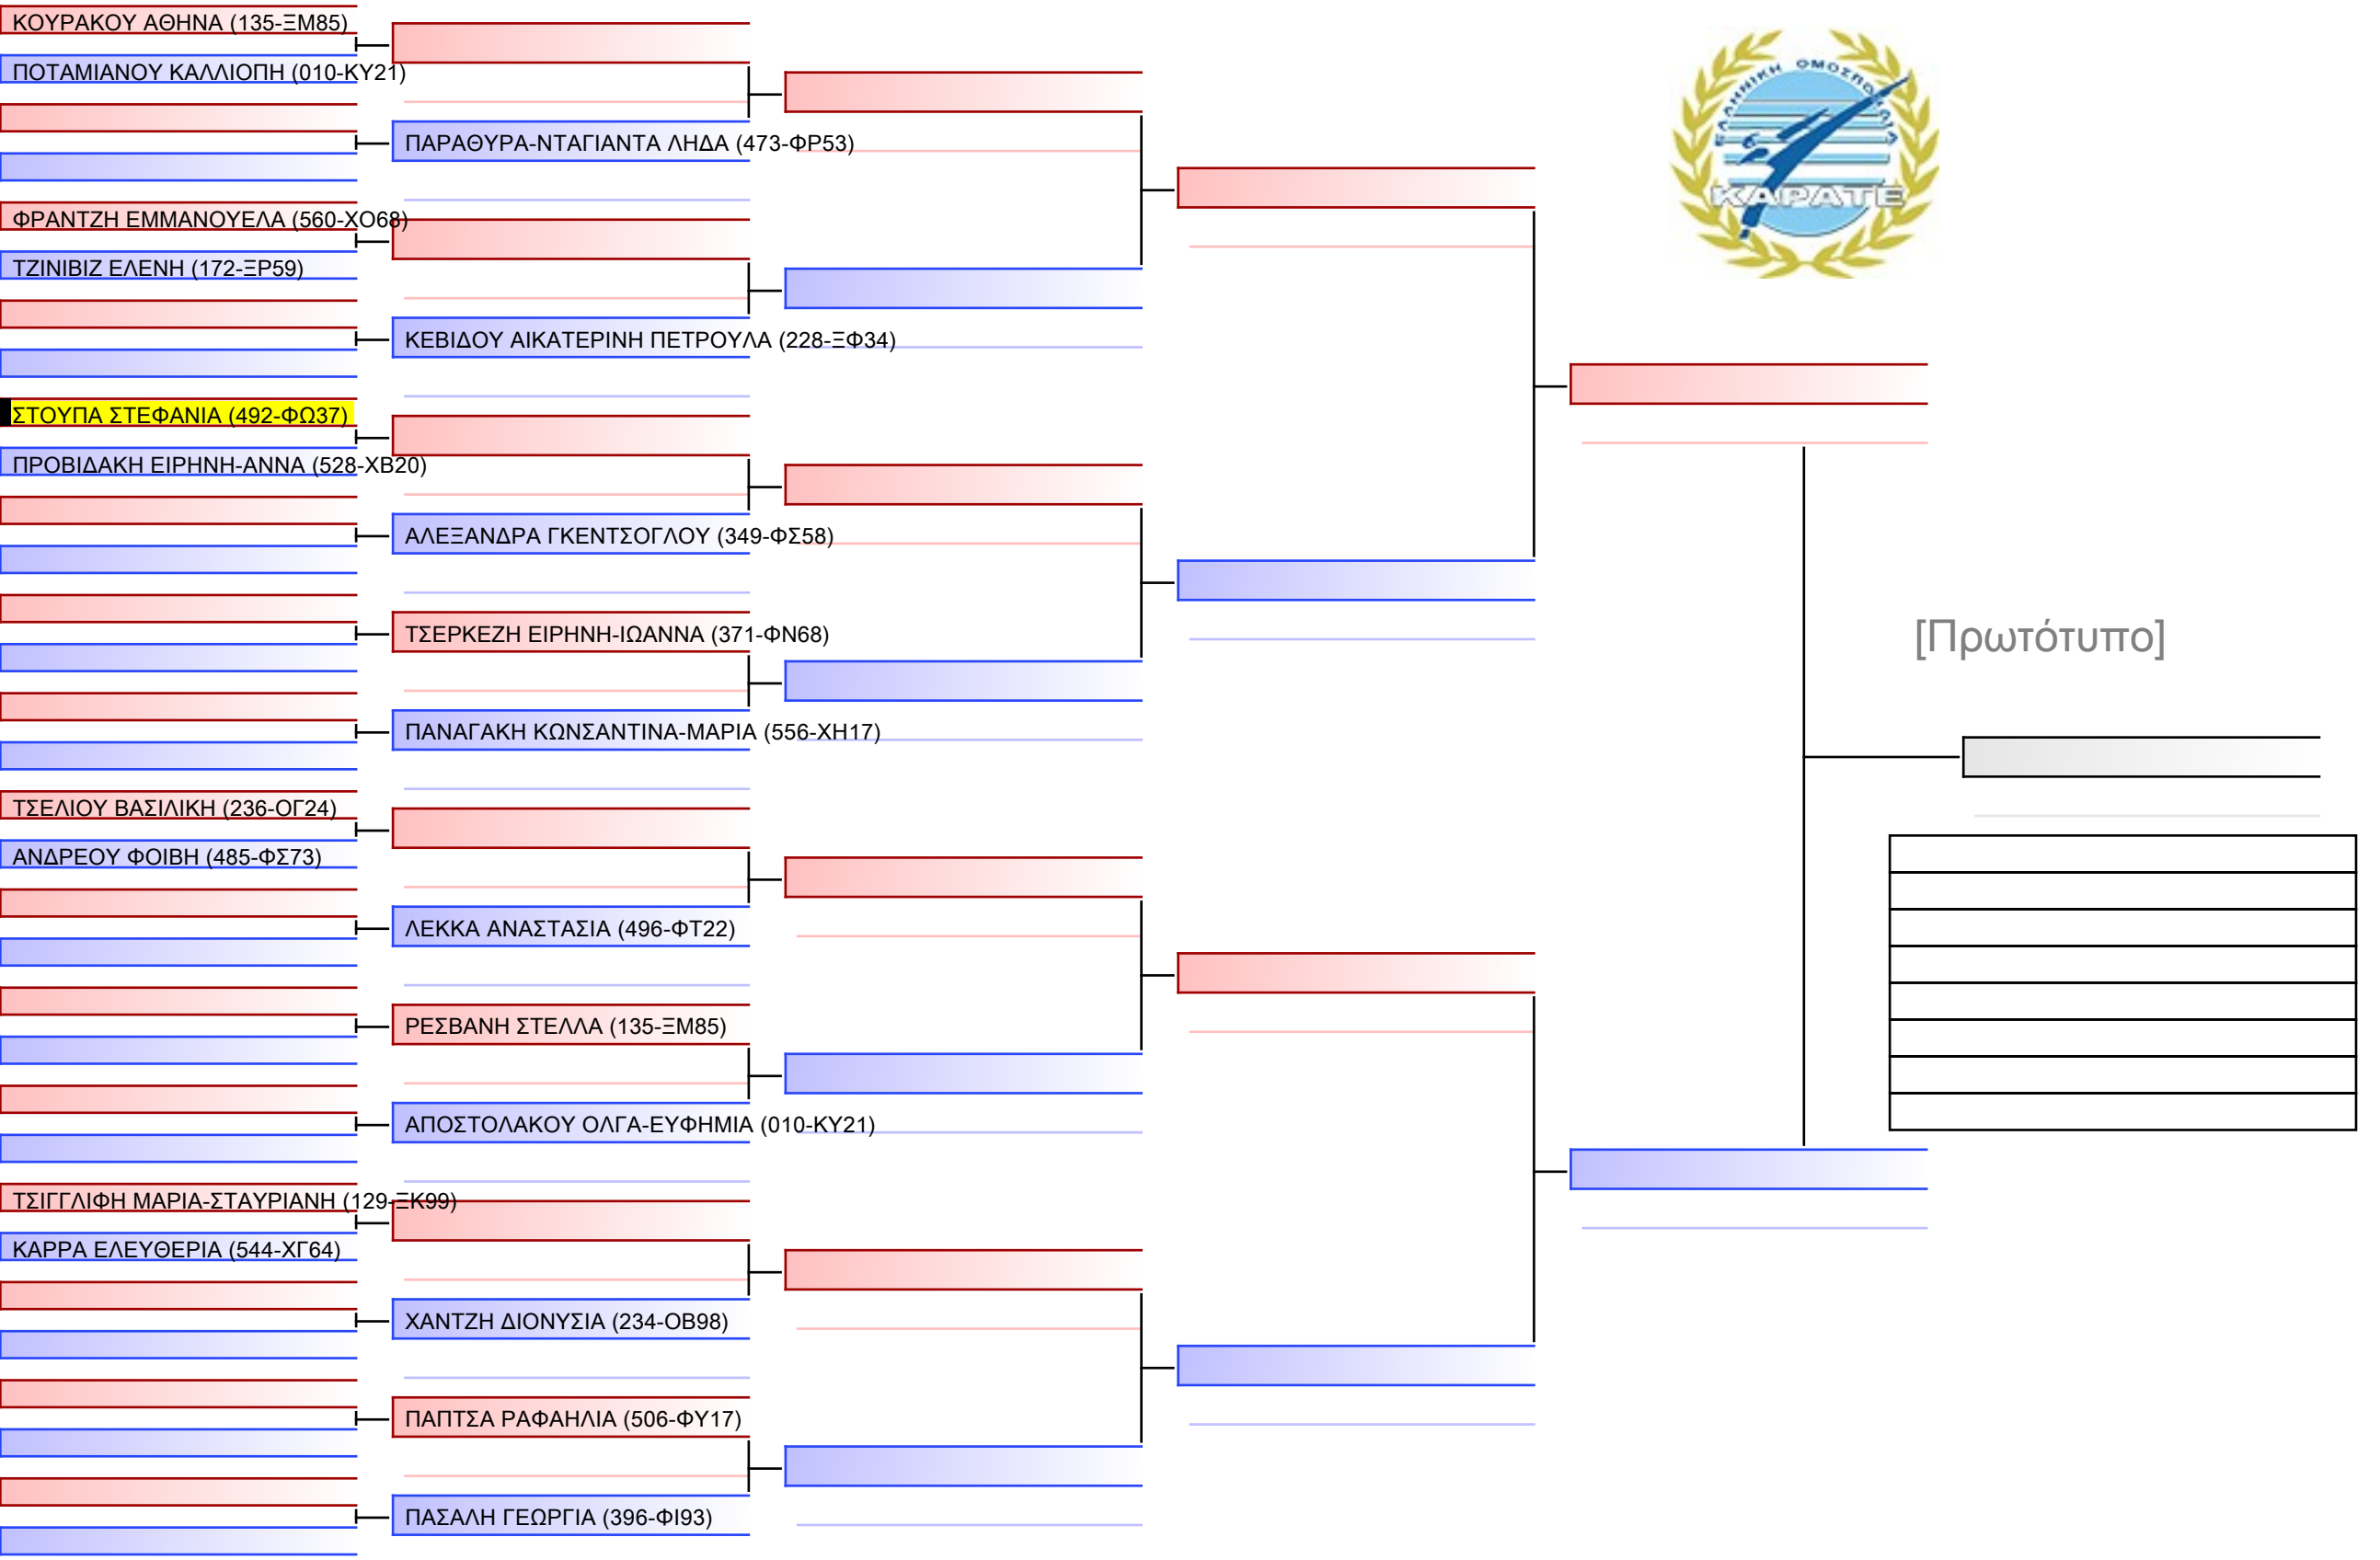 ΚΟΥΡΑΚΟΥ ΑΘΗΝΑ (135-ΞΜ85)
ΠΟΤΑΜΙΑΝΟΥ ΚΑΛΛΙΟΠΗ (010-ΚΥ21)
ΠΑΡΑΘΥΡΑ-ΝΤΑΓΙΑΝΤΑ ΛΗΔΑ (473-ΦΡ53)
ΦΡΑΝΤΖΗ ΕΜΜΑΝΟΥΕΛΑ (560-ΧΟ68)
ΤΖΙΝΙΒΙΖ ΕΛΕΝΗ (172-ΞΡ59)
ΚΕΒΙΔΟΥ ΑΙΚΑΤΕΡΙΝΗ ΠΕΤΡΟΥΛΑ (228-ΞΦ34)
ΣΤΟΥΠΑ ΣΤΕΦΑΝΙΑ (492-ΦΩ37)
ΠΡΟΒΙΔΑΚΗ ΕΙΡΗΝΗ-ΑΝΝΑ (528-ΧΒ20)
ΑΛΕΞΑΝΔΡΑ ΓΚΕΝΤΣΟΓΛΟΥ (349-ΦΣ58)
ΤΣΕΡΚΕΖΗ ΕΙΡΗΝΗ-ΙΩΑΝΝΑ (371-ΦΝ68)
ΠΑΝΑΓΑΚΗ ΚΩΝΣΑΝΤΙΝΑ-ΜΑΡΙΑ (556-ΧΗ17)
ΤΣΕΛΙΟΥ ΒΑΣΙΛΙΚΗ (236-ΟΓ24)
ΑΝΔΡΕΟΥ ΦΟΙΒΗ (485-ΦΣ73)
ΛΕΚΚΑ ΑΝΑΣΤΑΣΙΑ (496-ΦΤ22)
ΡΕΣΒΑΝΗ ΣΤΕΛΛΑ (135-ΞΜ85)
ΑΠΟΣΤΟΛΑΚΟΥ ΟΛΓΑ-ΕΥΦΗΜΙΑ (010-ΚΥ21)
ΤΣΙΓΓΛΙΦΗ ΜΑΡΙΑ-ΣΤΑΥΡΙΑΝΗ (129-ΞΚ99)
ΚΑΡΡΑ ΕΛΕΥΘΕΡΙΑ (544-ΧΓ64)
ΧΑΝΤΖΗ ΔΙΟΝΥΣΙΑ (234-ΟΒ98)
ΠΑΠΤΣΑ ΡΑΦΑΗΛΙΑ (506-ΦΥ17)
ΠΑΣΑΛΗ ΓΕΩΡΓΙΑ (396-ΦΙ93)
ΕΛΛΗΝΙΚΗ ΟΜΟΣΠΟΝΔΙΑ
ΚΑΡΑΤΕ
[Πρωτότυπο]